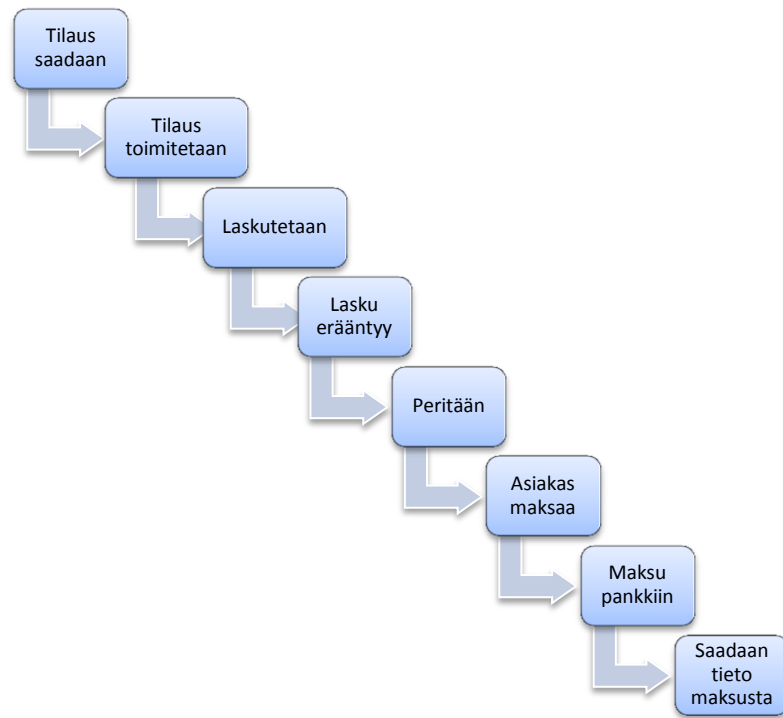 Tilaus
saadaan
Tilaus
toimitetaan
Laskutetaan
Lasku
erääntyy
Peritään
Asiakas
maksaa
Maksu
pankkiin
Saadaan
tieto
maksusta